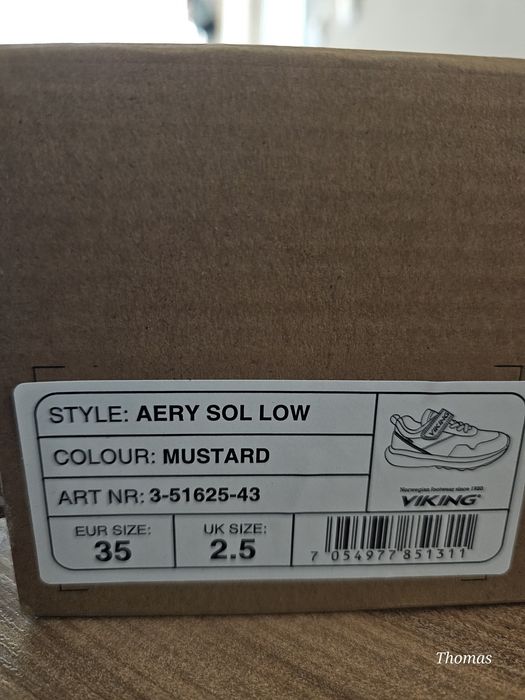 STYLE: AERY SOL LOW
COLOUR: MUSTARD
ART NR: 3-51625-43
VIKING
Norwegian footwear since 1920
VIKING®
EUR SIZE:
35
UK SIZE:
2.5
7 054977 851311
Thomas